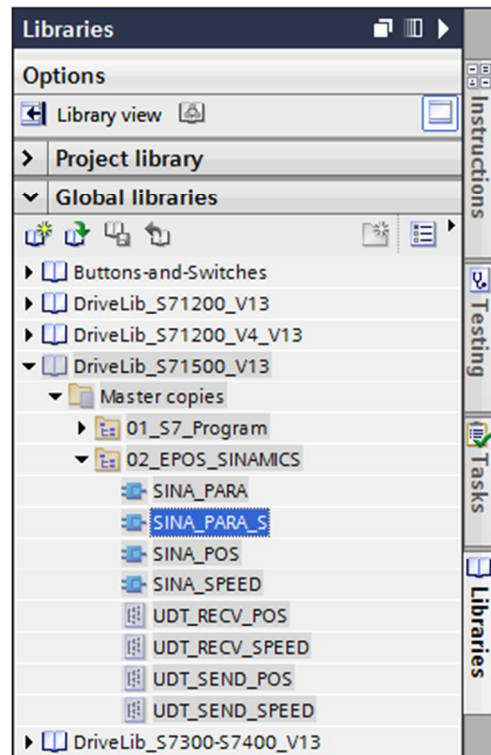 Libraries
Options
Library view
Project library
Global libraries
Buttons-and-Switches
DriveLib_S71200_V13
DriveLib_S71200_V4_V13
DriveLib_S71500_V13
Master copies
01_S7_Program
02_EPOS_SINAMICS
SINA_PARA
SINA_PARA_S
SINA_POS
SINA_SPEED
UDT_RECV_POS
UDT_RECV_SPEED
UDT_SEND_POS
UDT_SEND_SPEED
DriveLib_S7300-S7400_V13
Instructions
Testing
Tasks
Libraries